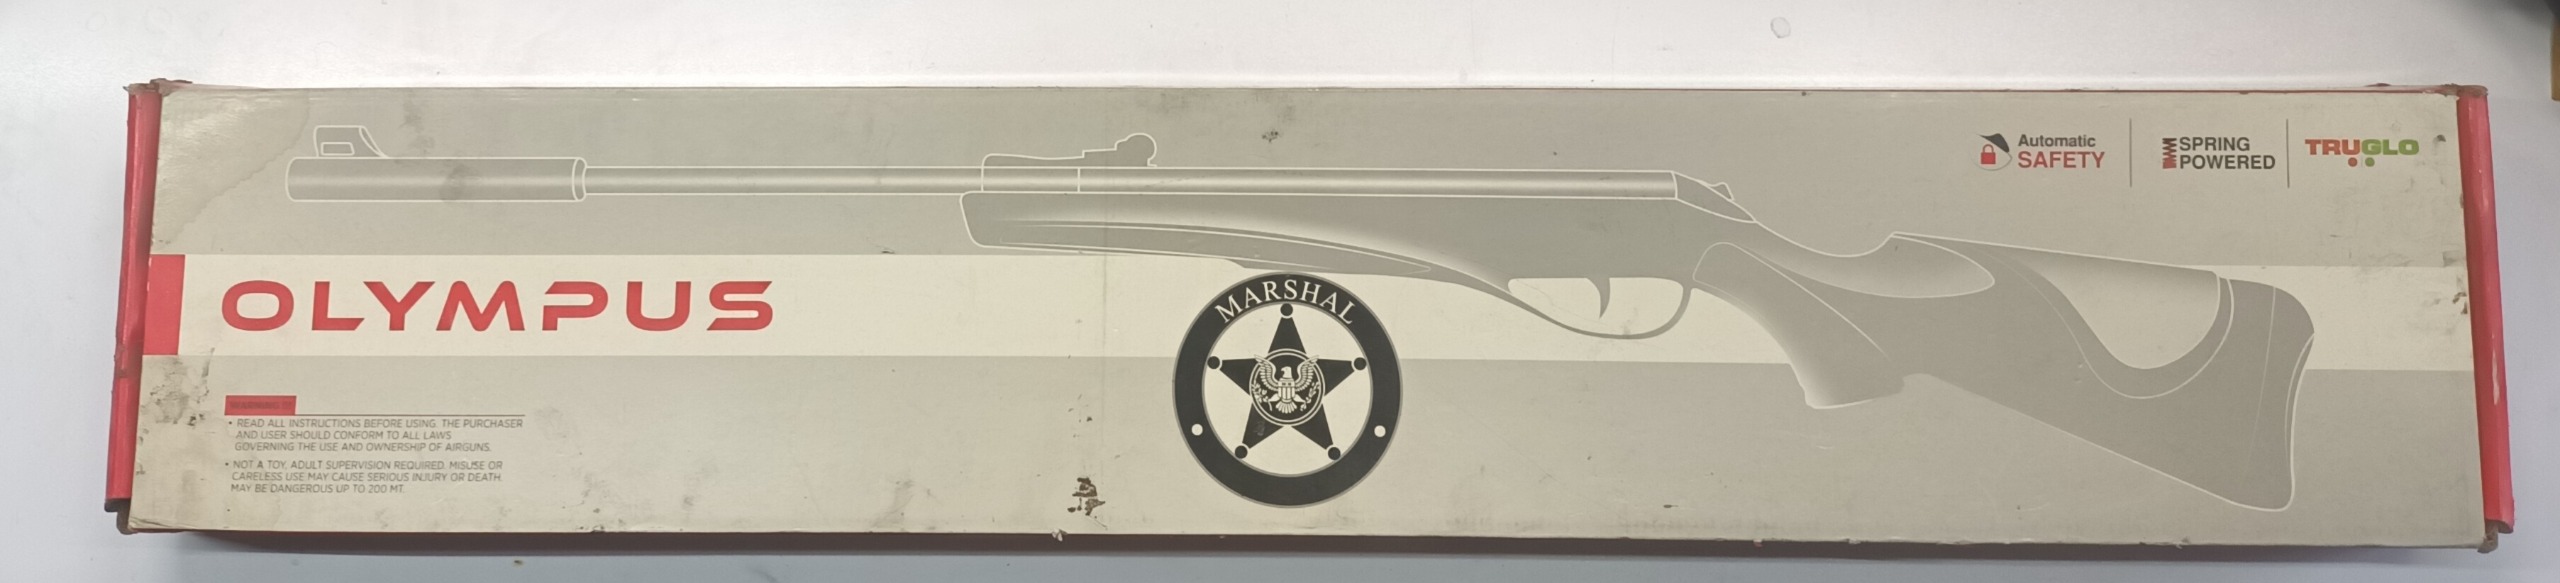 Automatic
SAFETY
SPRING
POWERED
TRUGLO
OLYMPUS
MARSHAL
• READ ALL INSTRUCTIONS BEFORE USING. THE PURCHASER
AND USER SHOULD CONFORM TO ALL LAWS
GOVERNING THE USE AND OWNERSHIP OF AIRGUNS.
• NOT A TOY. ADULT SUPERVISION REQUIRED. MISUSE OR
CARELESS USE MAY CAUSE SERIOUS INJURY OR DEATH.
MAY BE DANGEROUS UP TO 200 MT.